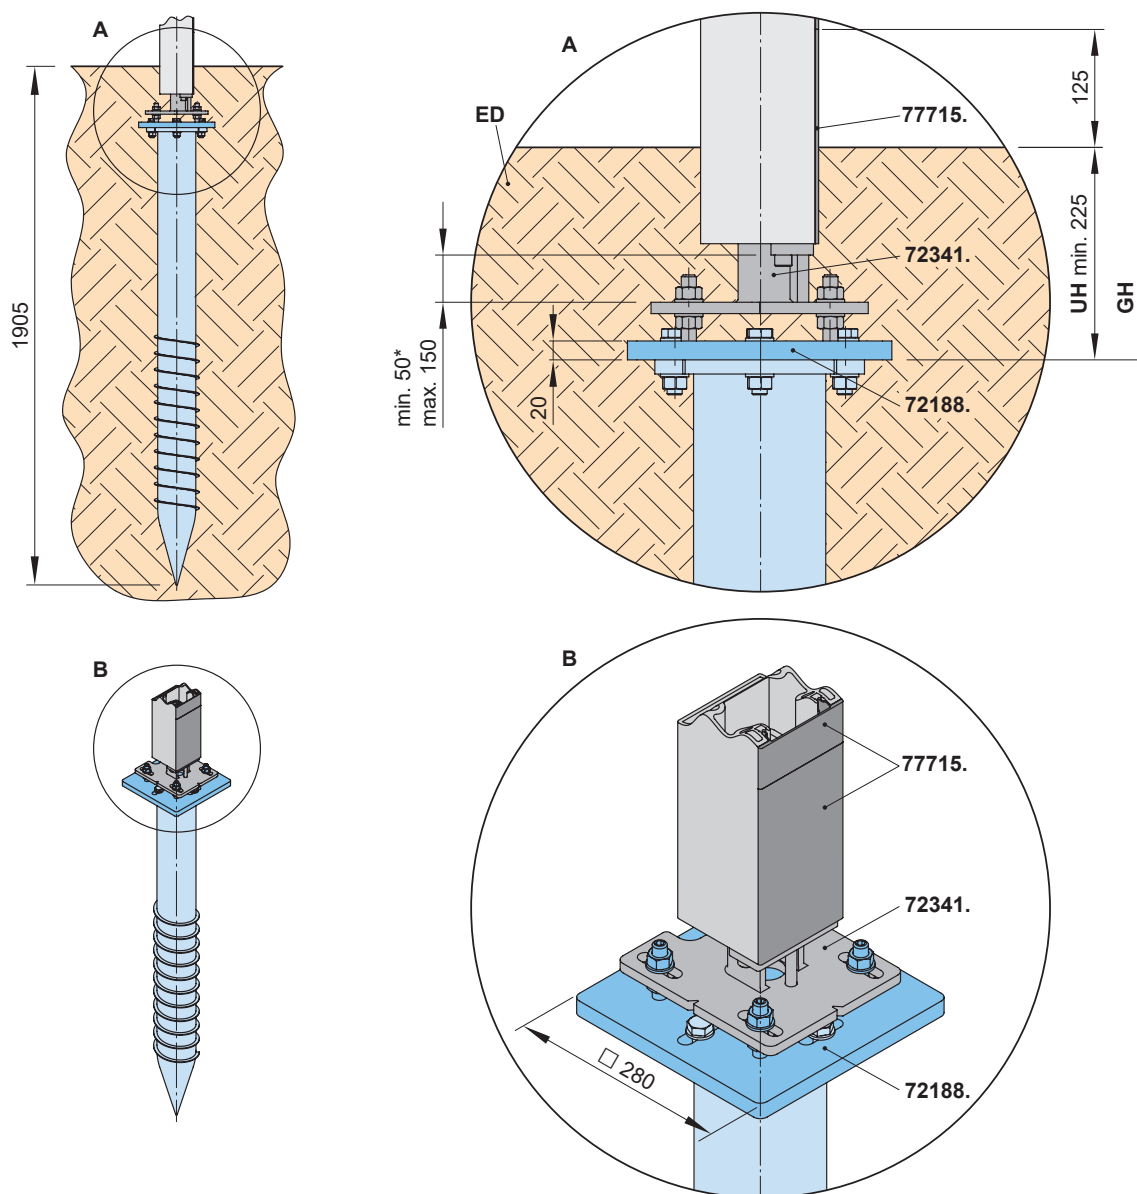 A
1905
A
ED
77715.
125
72341.
UH min. 225
GH
min. 50*
max. 150
20
72188.
B
B
77715.
72341.
□ 280
72188.